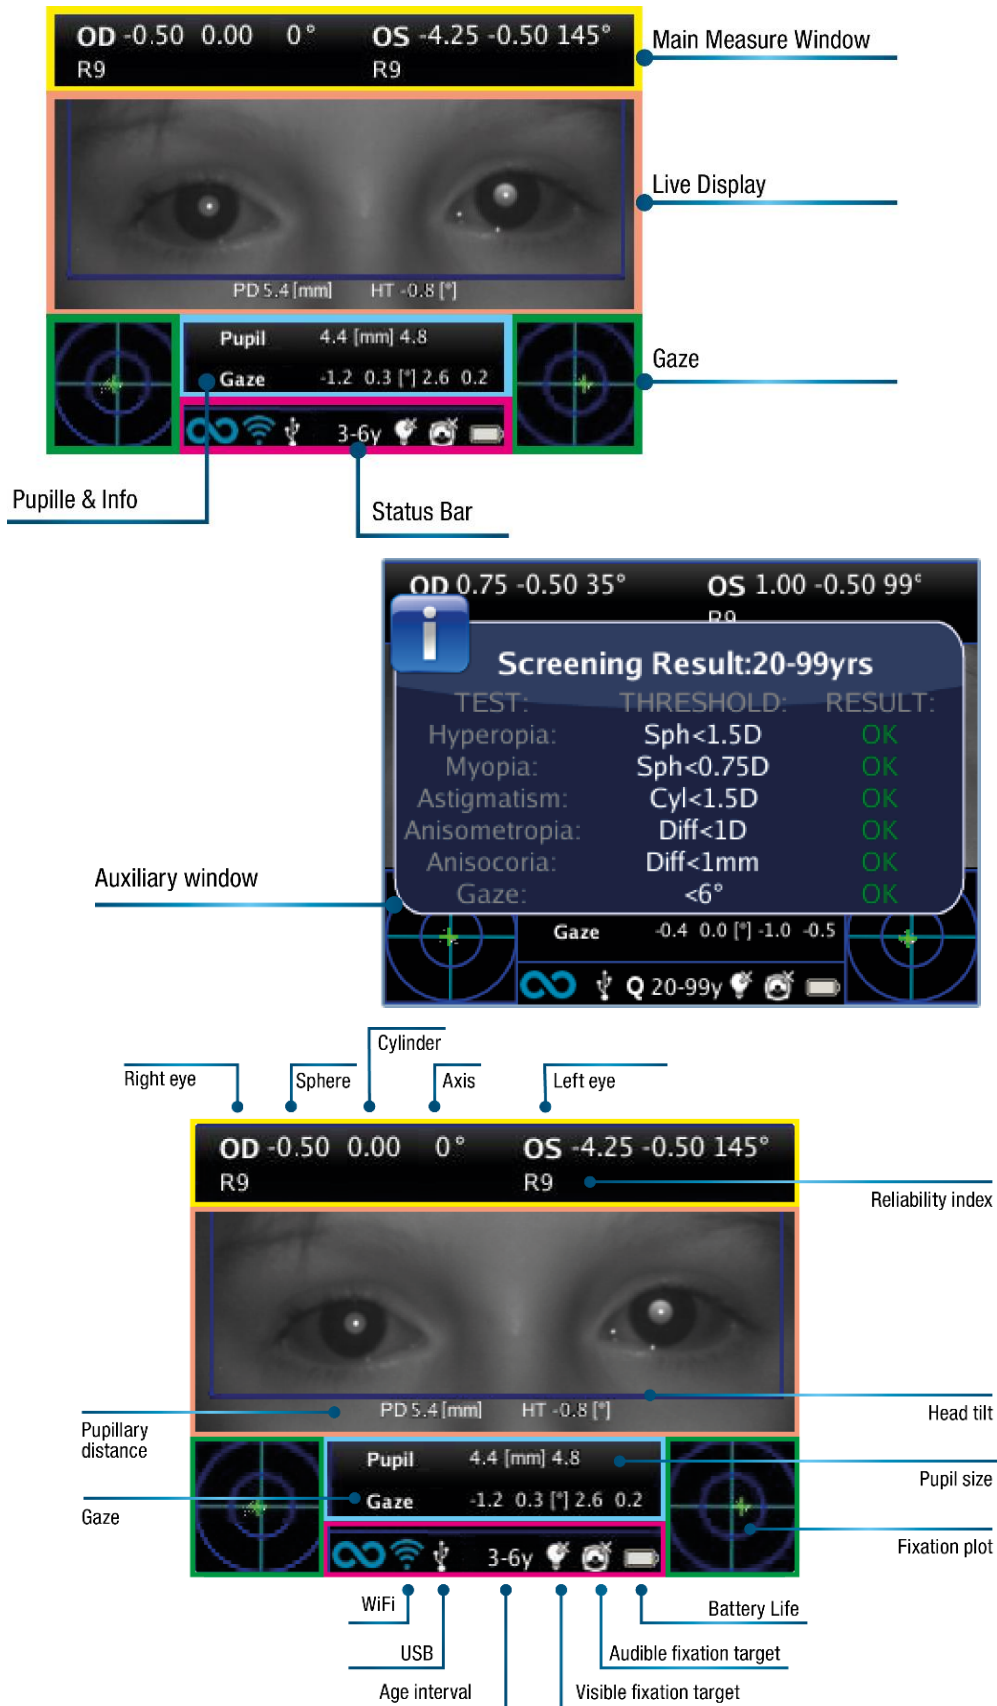 OD -0.50 0.00 0° OS -4.25 -0.50 145°
R9 R9
Main Measure Window
Live Display
PD 5.4 [mm] HT -0.8 [°]
Pupil 4.4 [mm] 4.8
Gaze -1.2 0.3 [°] 2.6 0.2
Gaze
3-6y
Pupille & Info
Status Bar
OD 0.75 -0.50 35° OS 1.00 -0.50 99°
R9
i
Screening Result:20-99yrs
TEST: THRESHOLD: RESULT:
Hyperopia: Sph<1.5D OK
Myopia: Sph<0.75D OK
Astigmatism: Cyl<1.5D OK
Anisometropia: Diff<1D OK
Anisocoria: Diff<1mm OK
Gaze: <6° OK
Auxiliary window
Gaze -0.4 0.0 [°] -1.0 -0.5
Q 20-99y
Cylinder
Right eye Sphere Axis Left eye
OD -0.50 0.00 0° OS -4.25 -0.50 145°
R9 R9
Reliability index
PD 5.4 [mm] HT -0.8 [°]
Head tilt
Pupillary
distance
Pupil 4.4 [mm] 4.8
Pupil size
Gaze -1.2 0.3 [°] 2.6 0.2
Gaze
Fixation plot
3-6y
WiFi
Battery Life
USB
Audible fixation target
Age interval
Visible fixation target